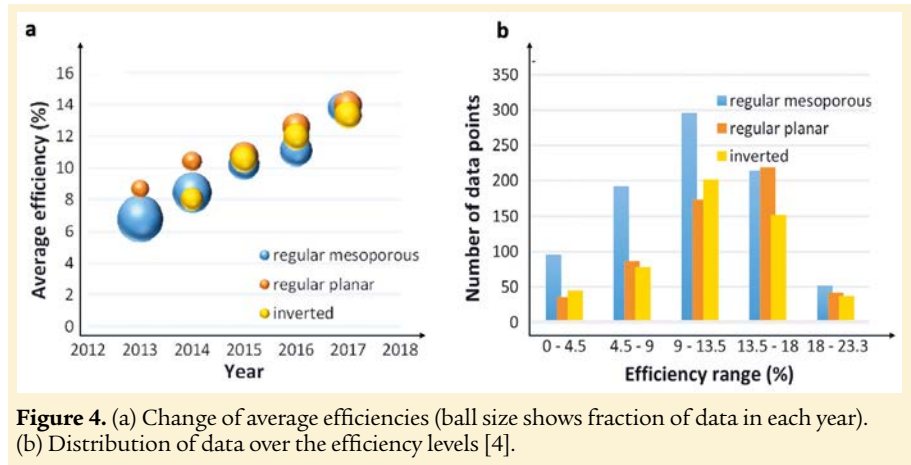 a
Average efficiency (%)
16
14
12
10
8
6
4
2
0
regular mesoporous
regular planar
inverted
2012 2013 2014 2015 2016 2017 2018
Year
b
Number of data points
350
300
250
200
150
100
50
0
regular mesoporous
regular planar
inverted
0 - 4.5 4.5 - 9 9 - 13.5 13.5 - 18 18 - 23.3
Efficiency range (%)
Figure 4. (a) Change of average efficiencies (ball size shows fraction of data in each year).
(b) Distribution of data over the efficiency levels [4].